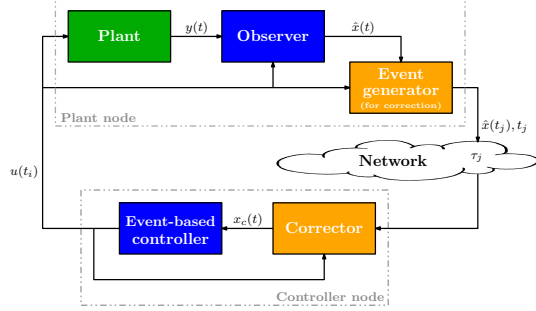 Plant
y(t)
Observer
x̂(t)
Event
generator
(for correction)
Plant node
x̂(t_j), t_j
Network
τ_j
u(t_i)
Event-based
controller
x_c(t)
Corrector
Controller node